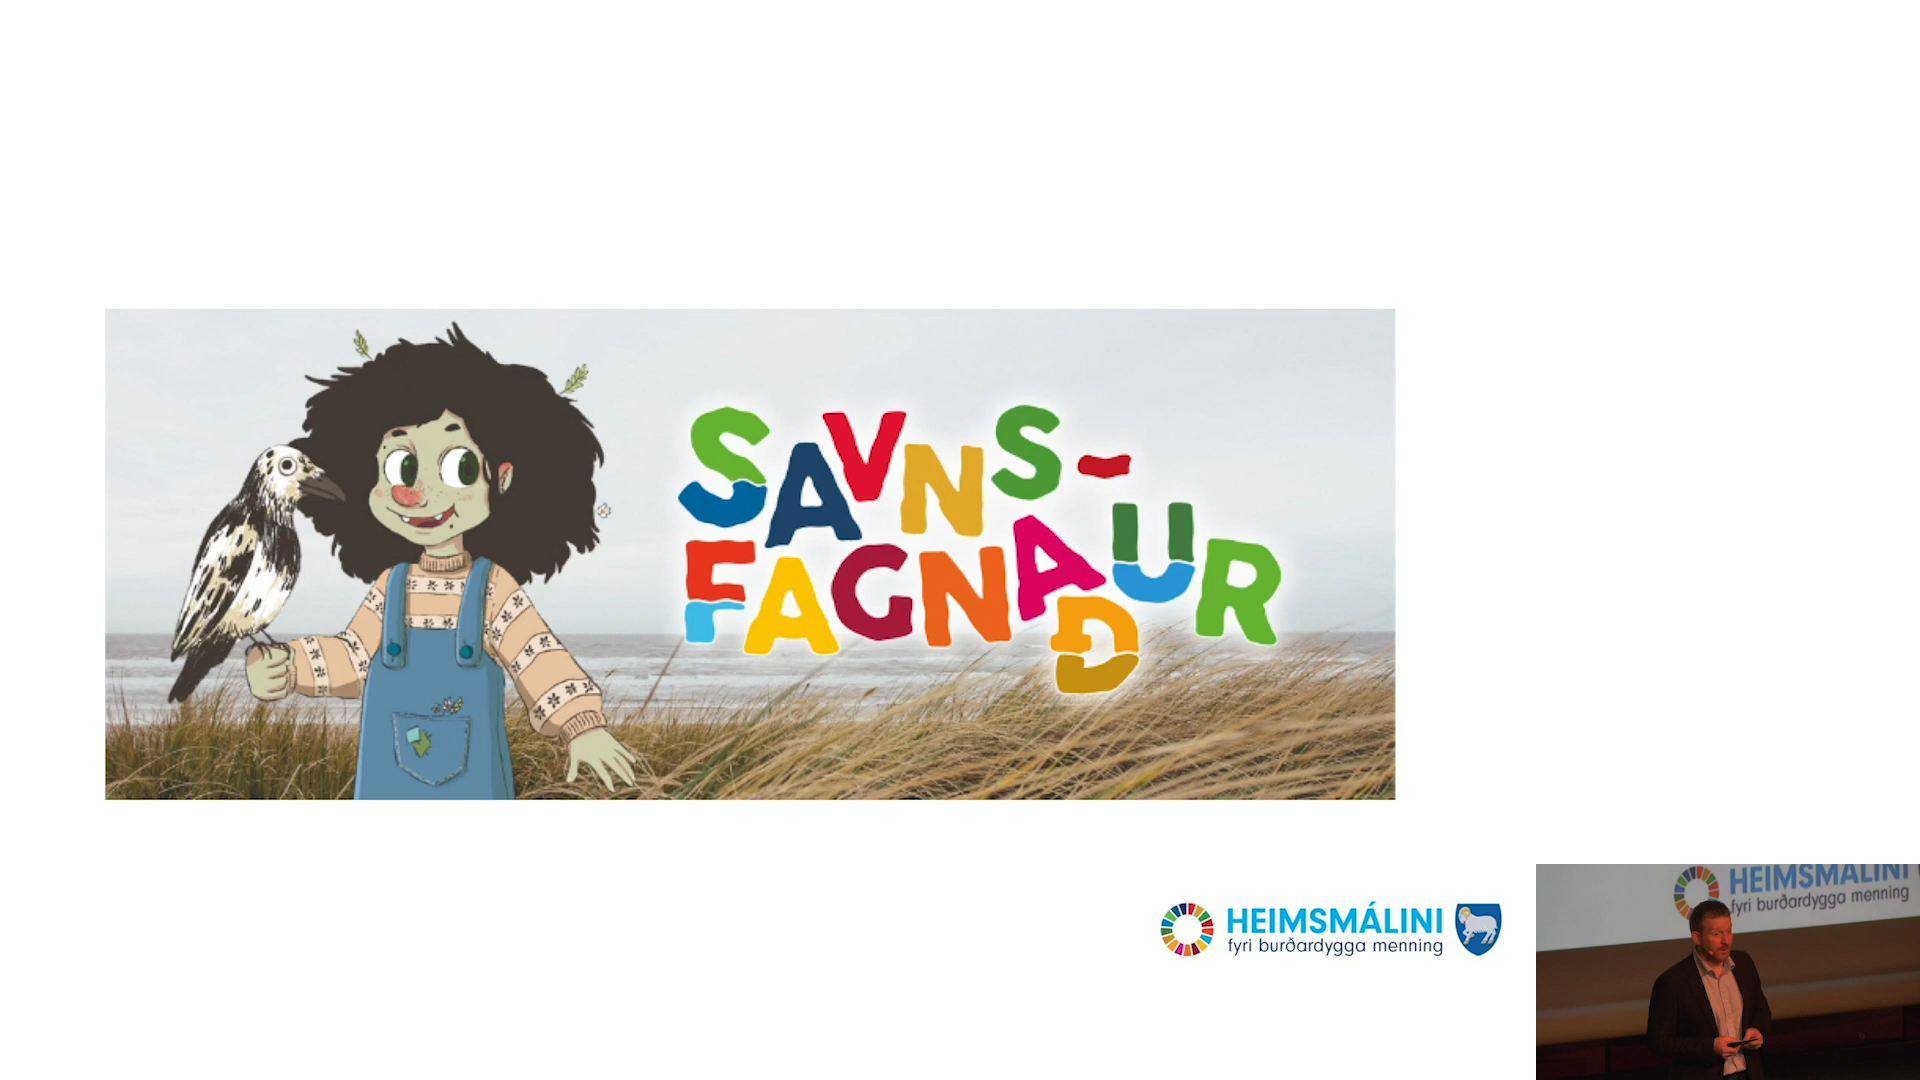 SAVNS-
FAGNAÐUR
HEIMSMÁLINI
fyri burðardygga menning
HEIMSMÁLINI
fyri burðardygga menning